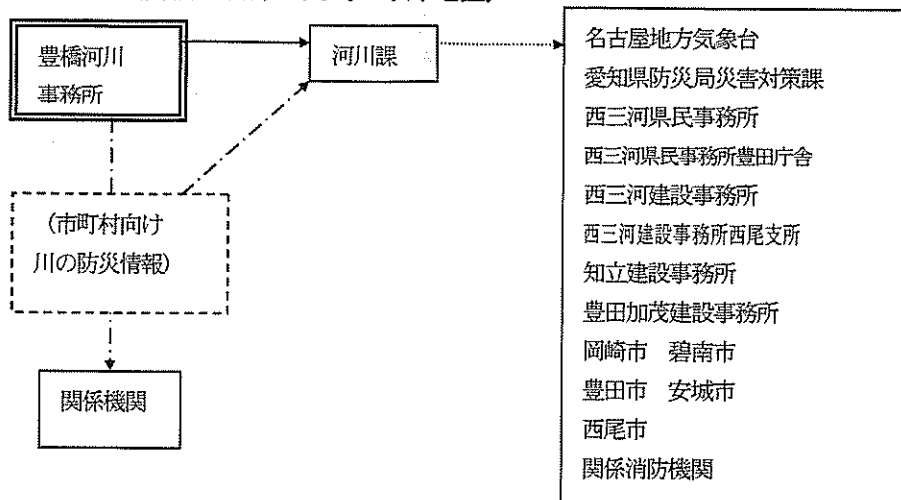 豊橋河川
事務所
河川課
(市町村向け
川の防災情報)
関係機関
名古屋地方気象台
愛知県防災局災害対策課
西三河県民事務所
西三河県民事務所豊田庁舎
西三河建設事務所
西三河建設事務所西尾支所
知立建設事務所
豊田加茂建設事務所
岡崎市 碧南市
豊田市 安城市
西尾市
関係消防機関